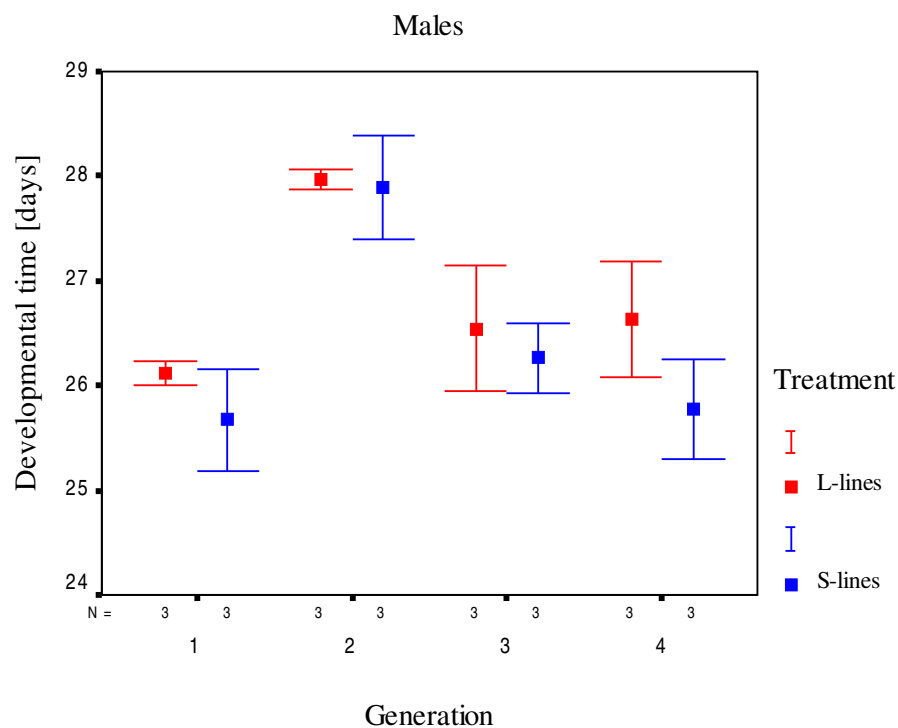 Males
Developmental time [days]
29
28
27
26
25
24
N = 3 3 3 3 3 3 3 3
1 2 3 4
Generation
Treatment
L-lines
S-lines